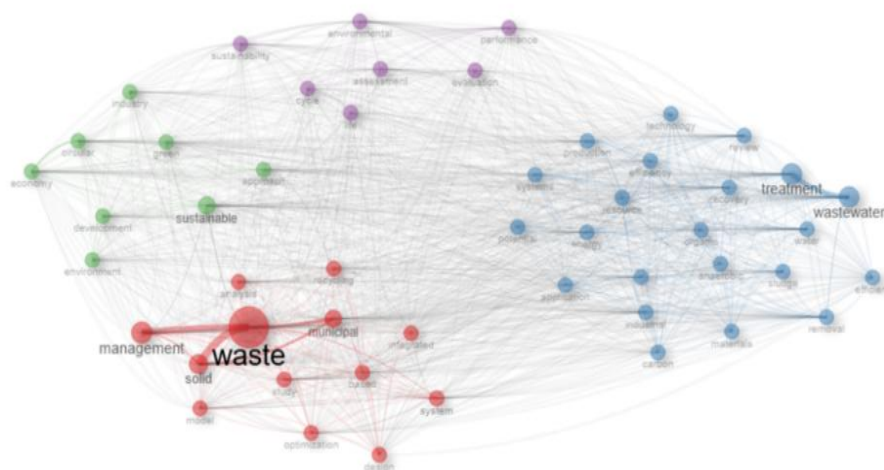 environmental
performance
sustainability
assessment
evaluation
cycle
life
industry
technology
review
circular
green
production
efficiency
economy
approach
systems
treatment
resource
recovery
wastewater
sustainable
development
potential
energy
organic
water
environment
analysis
recycling
anaerobic
sludge
application
efficient
management
waste
municipal
integrated
industrial
removal
materials
solid
study
based
carbon
model
system
optimization
design